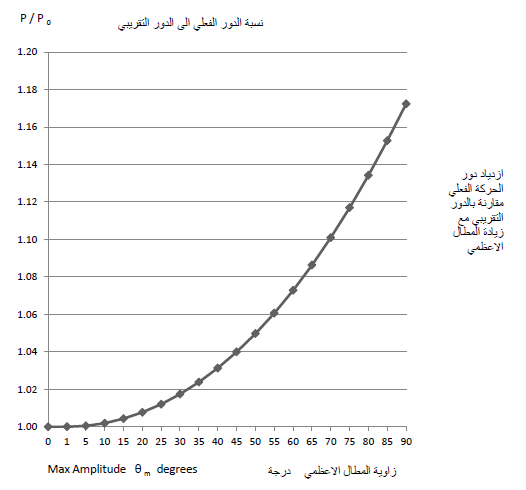 P / P 0
نسبة الدور الفعلي الى الدور التقريبي
1.20
1.18
1.16
1.14
1.12
1.10
1.08
1.06
1.04
1.02
1.00
0 1 5 10 15 20 25 30 35 40 45 50 55 60 65 70 75 80 85 90
Max Amplitude θ m degrees
زاوية المطال الاعظمي درجة
ازدياد دور
الحركة الفعلي
مقارنة بالدور
التقريبي مع
زيادة المطال
الاعظمي